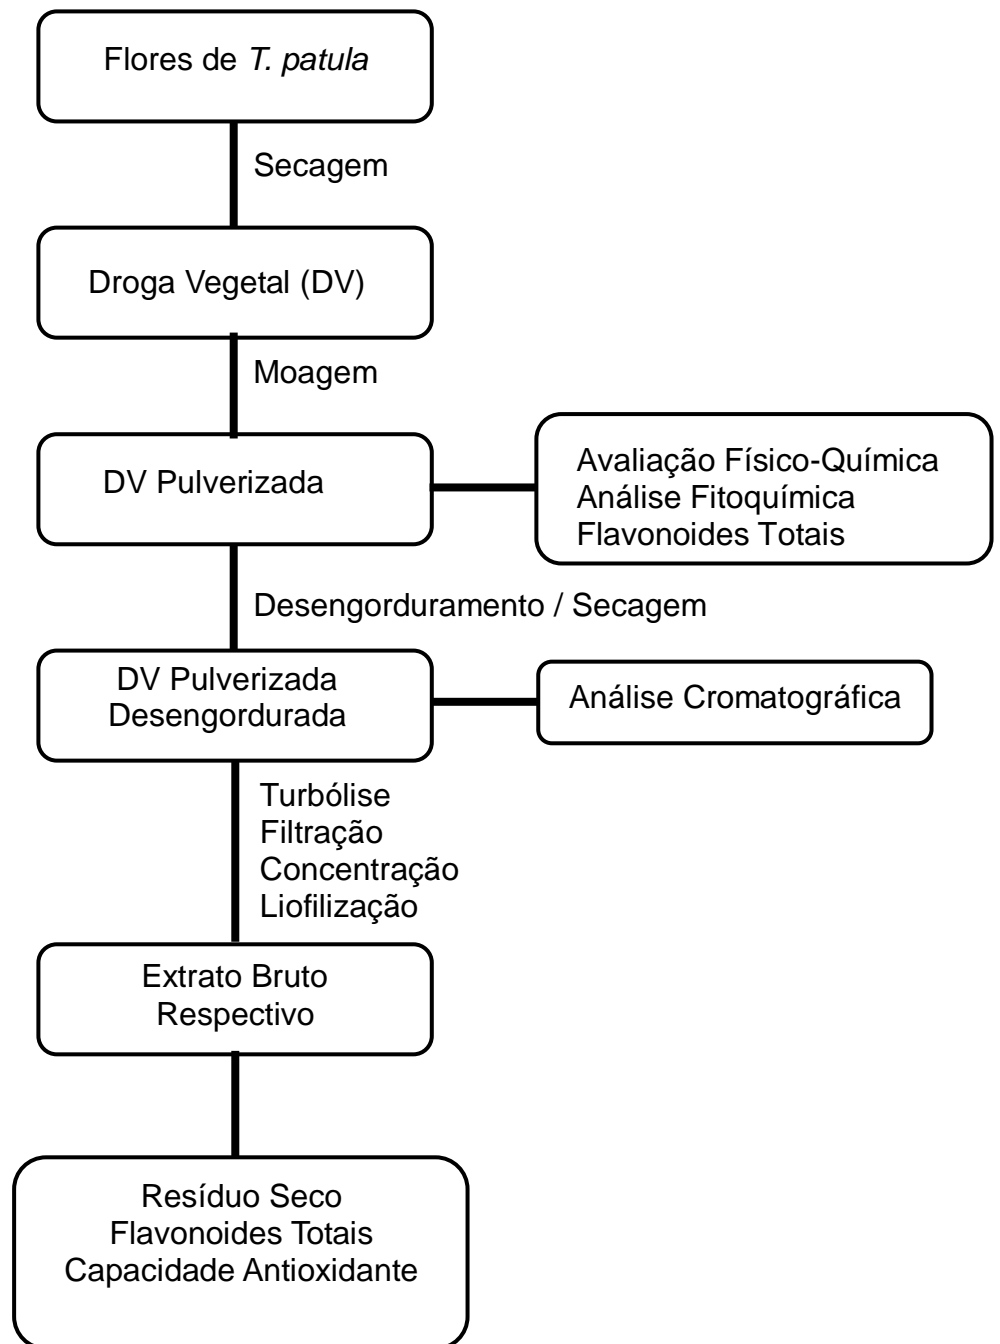 Flores de T. patula
Secagem
Droga Vegetal (DV)
Moagem
DV Pulverizada
Avaliação Físico-Química
Análise Fitoquímica
Flavonoides Totais
Desengorduramento / Secagem
DV Pulverizada
Desengordurada
Análise Cromatográfica
Turbólise
Filtração
Concentração
Liofilização
Extrato Bruto
Respectivo
Resíduo Seco
Flavonoides Totais
Capacidade Antioxidante